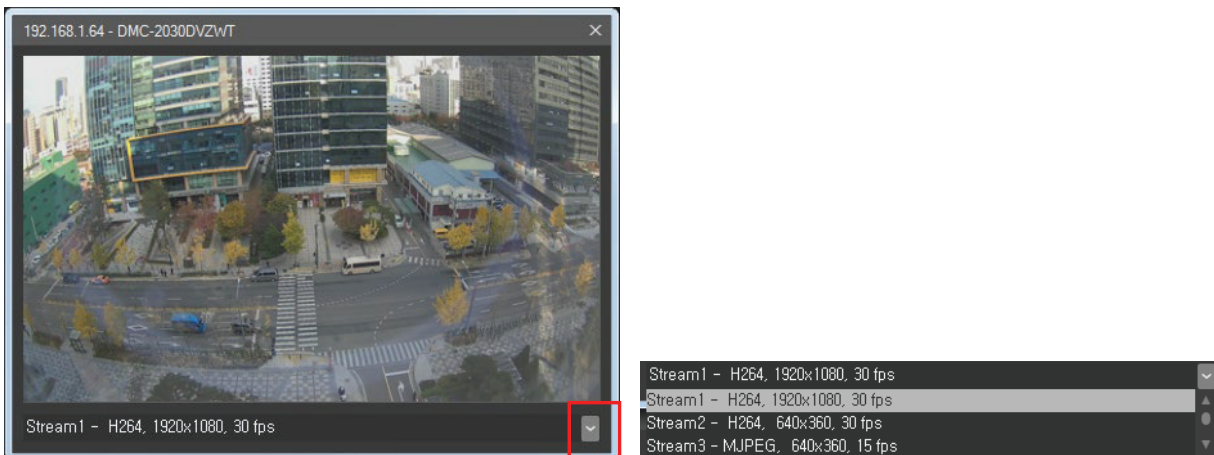 192.168.1.64 - DMC-2030DVZWT
Stream1 - H264, 1920x1080, 30 fps
Stream1 - H264, 1920x1080, 30 fps
Stream1 - H264, 1920x1080, 30 fps
Stream2 - H264, 640x360, 30 fps
Stream3 - MJPEG, 640x360, 15 fps